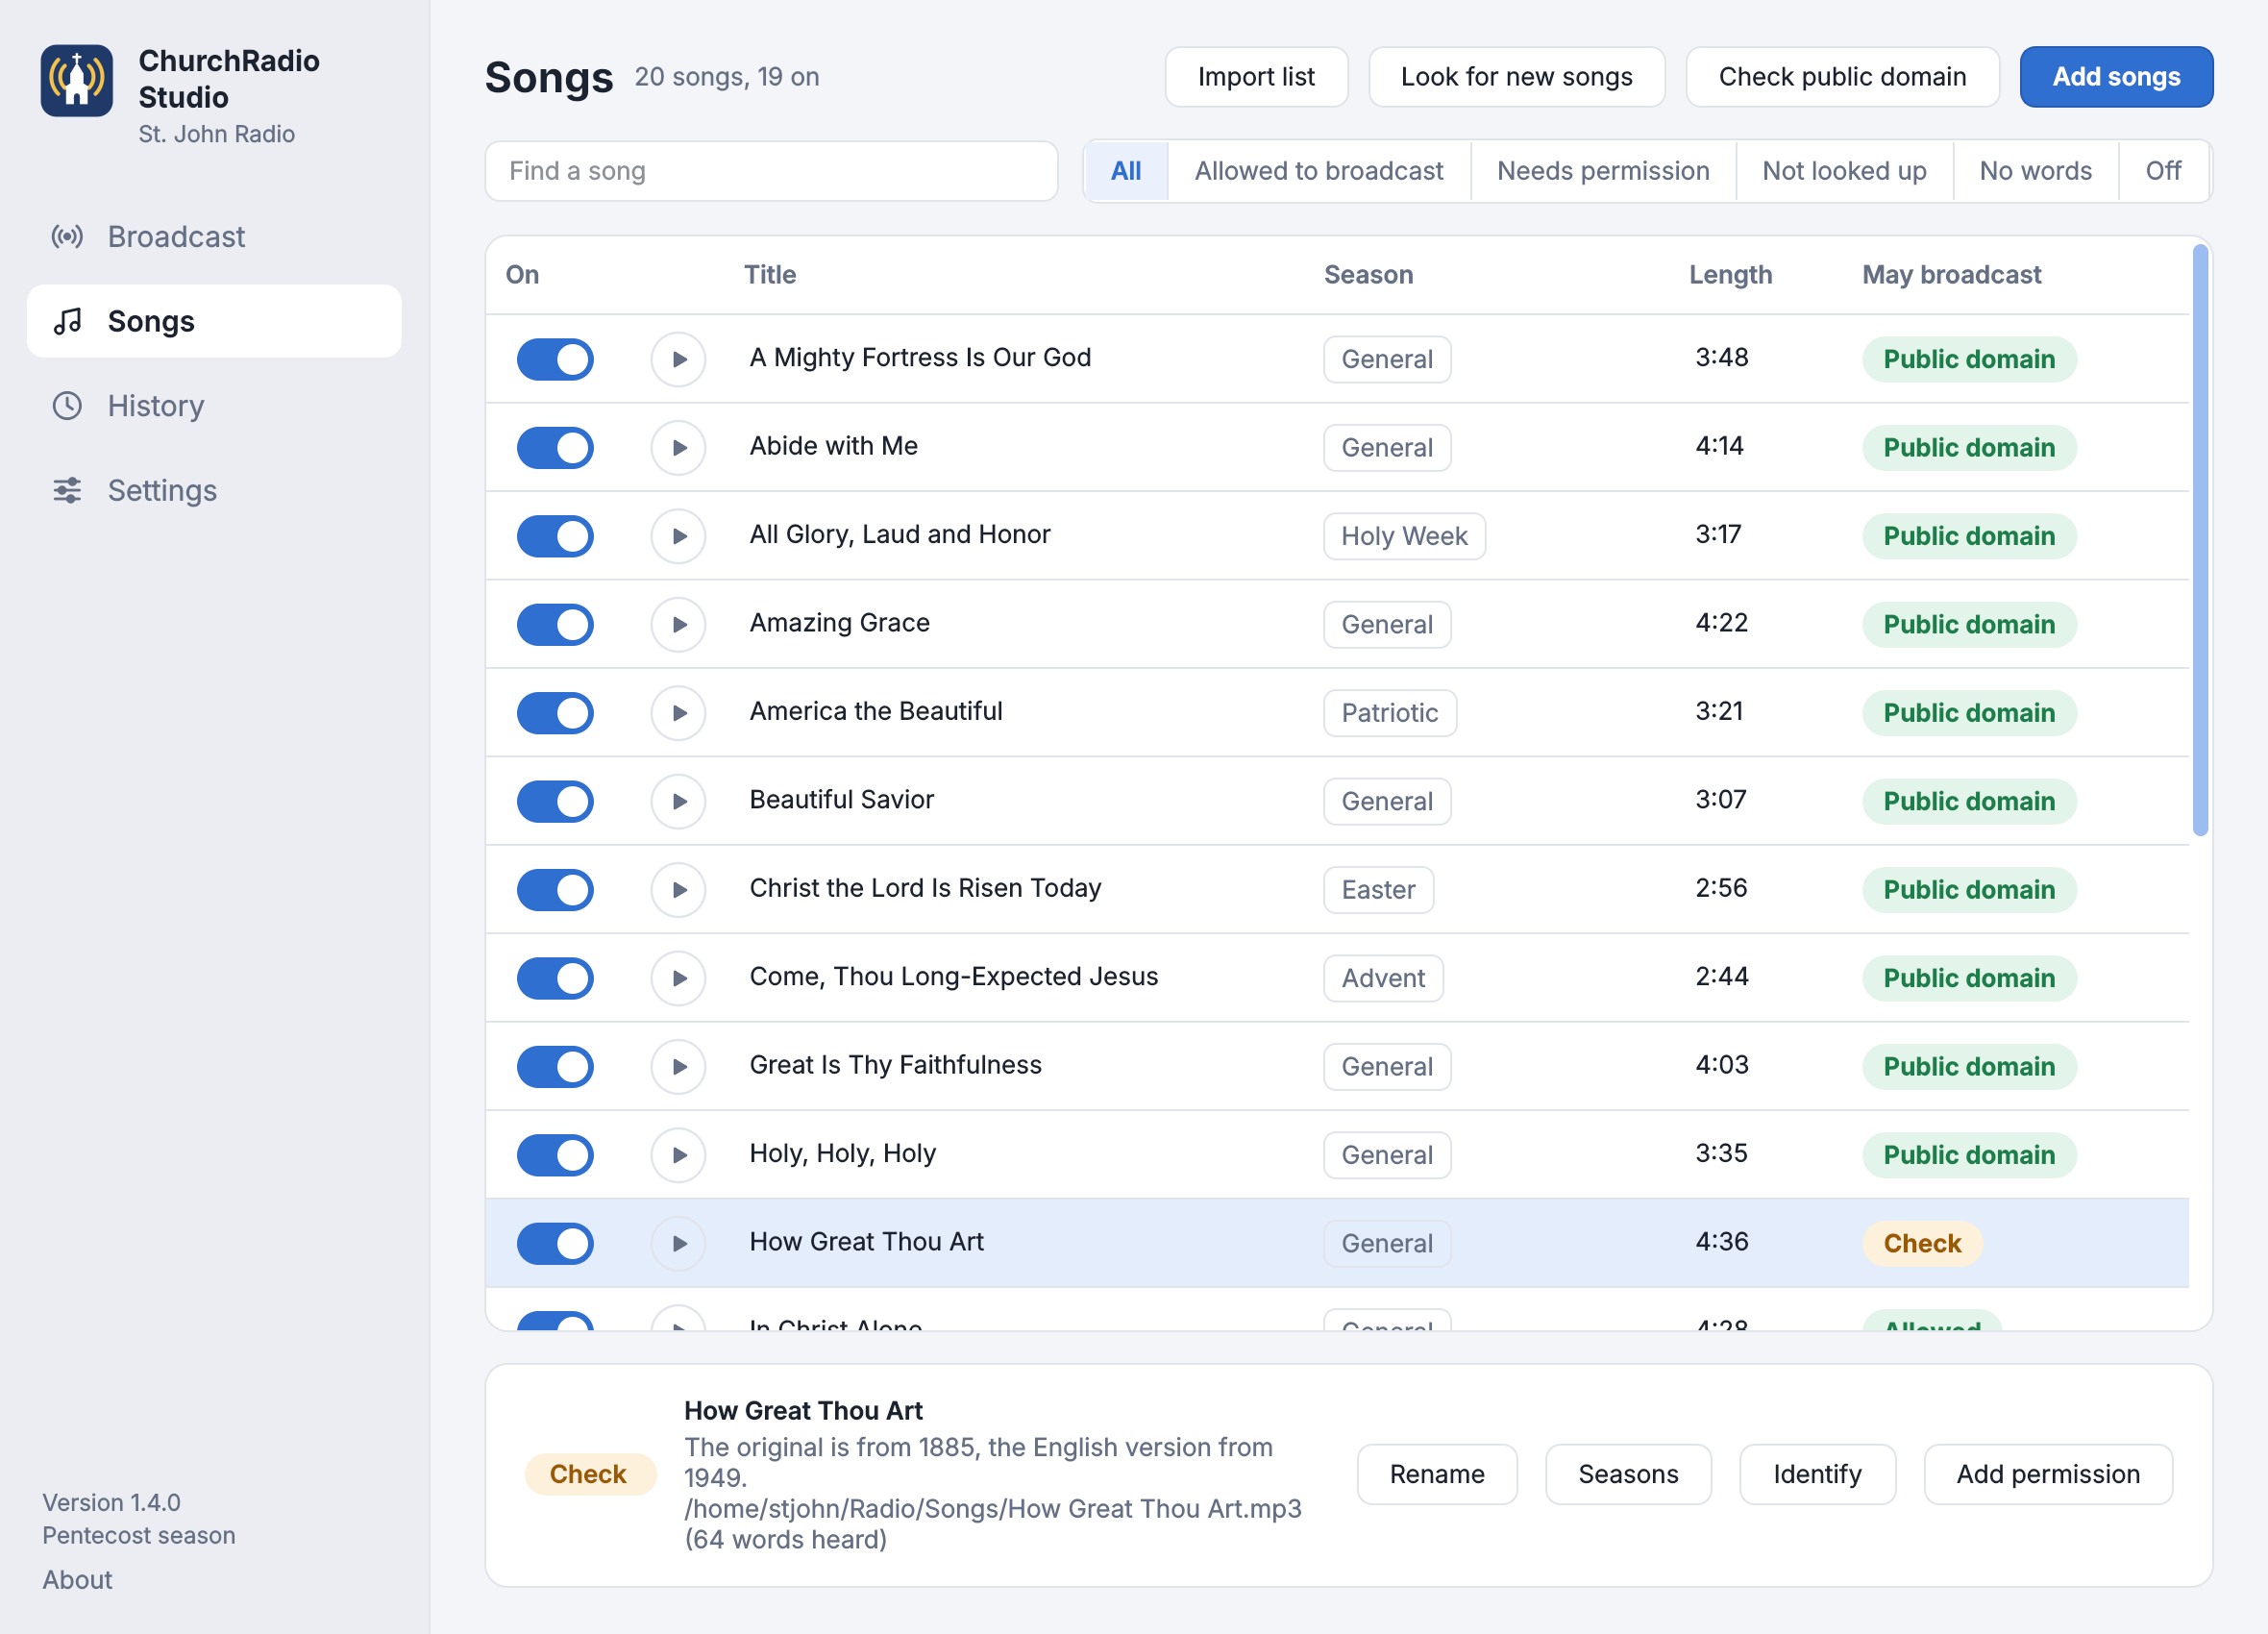 ChurchRadio
Studio
St. John Radio
Broadcast
Songs
History
Settings
Version 1.4.0
Pentecost season
About
Songs 20 songs, 19 on Import list Look for new songs Check public domain Add songs
Find a song All Allowed to broadcast Needs permission Not looked up No words Off
On Title Season Length May broadcast
A Mighty Fortress Is Our God General 3:48 Public domain
Abide with Me General 4:14 Public domain
All Glory, Laud and Honor Holy Week 3:17 Public domain
Amazing Grace General 4:22 Public domain
America the Beautiful Patriotic 3:21 Public domain
Beautiful Savior General 3:07 Public domain
Christ the Lord Is Risen Today Easter 2:56 Public domain
Come, Thou Long-Expected Jesus Advent 2:44 Public domain
Great Is Thy Faithfulness General 4:03 Public domain
Holy, Holy, Holy General 3:35 Public domain
How Great Thou Art General 4:36 Check
In Christ Alone General 4:28 Allowed
Check
How Great Thou Art
The original is from 1885, the English version from
1949.
/home/stjohn/Radio/Songs/How Great Thou Art.mp3
(64 words heard)
Rename Seasons Identify Add permission